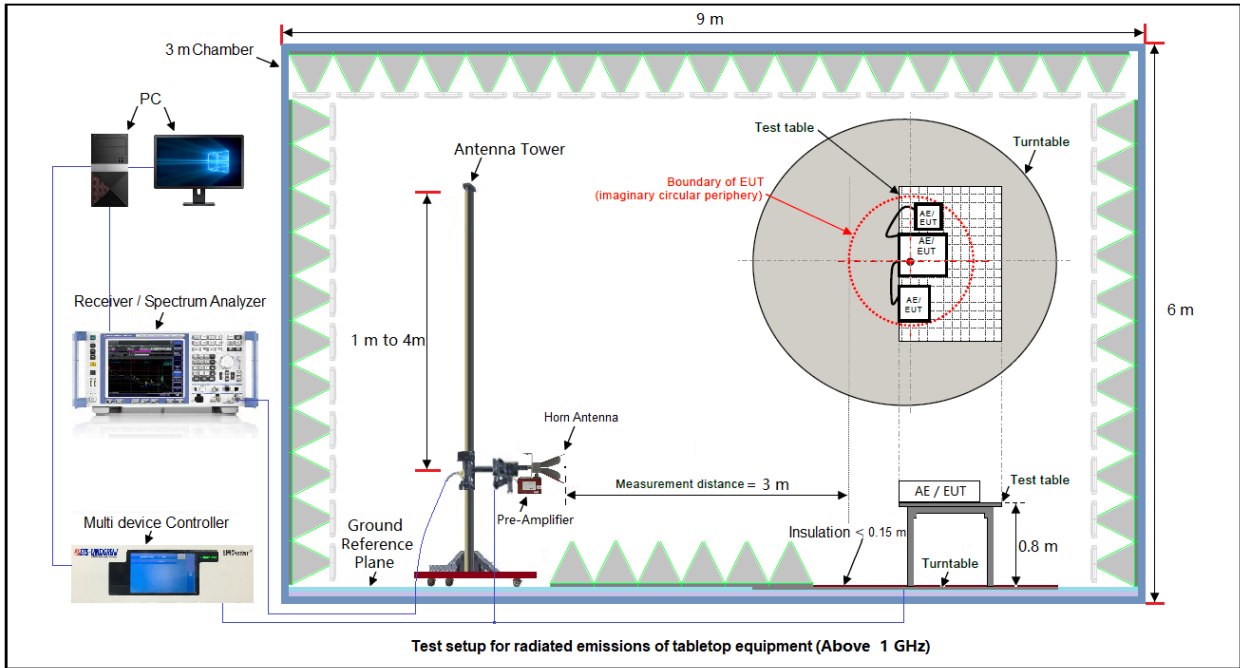 9 m
3 m Chamber
PC
Antenna Tower
Test table
Turntable
Boundary of EUT
(imaginary circular periphery)
AE/
EUT
AE/
EUT
AE/
EUT
6 m
Receiver / Spectrum Analyzer
1 m to 4m
Horn Antenna
Measurement distance = 3 m
Pre-Amplifier
AE / EUT
Test table
Multi device Controller
Ground
Reference
Plane
Insulation ≤ 0.15 m
0.8 m
Turntable
Test setup for radiated emissions of tabletop equipment (Above 1 GHz)